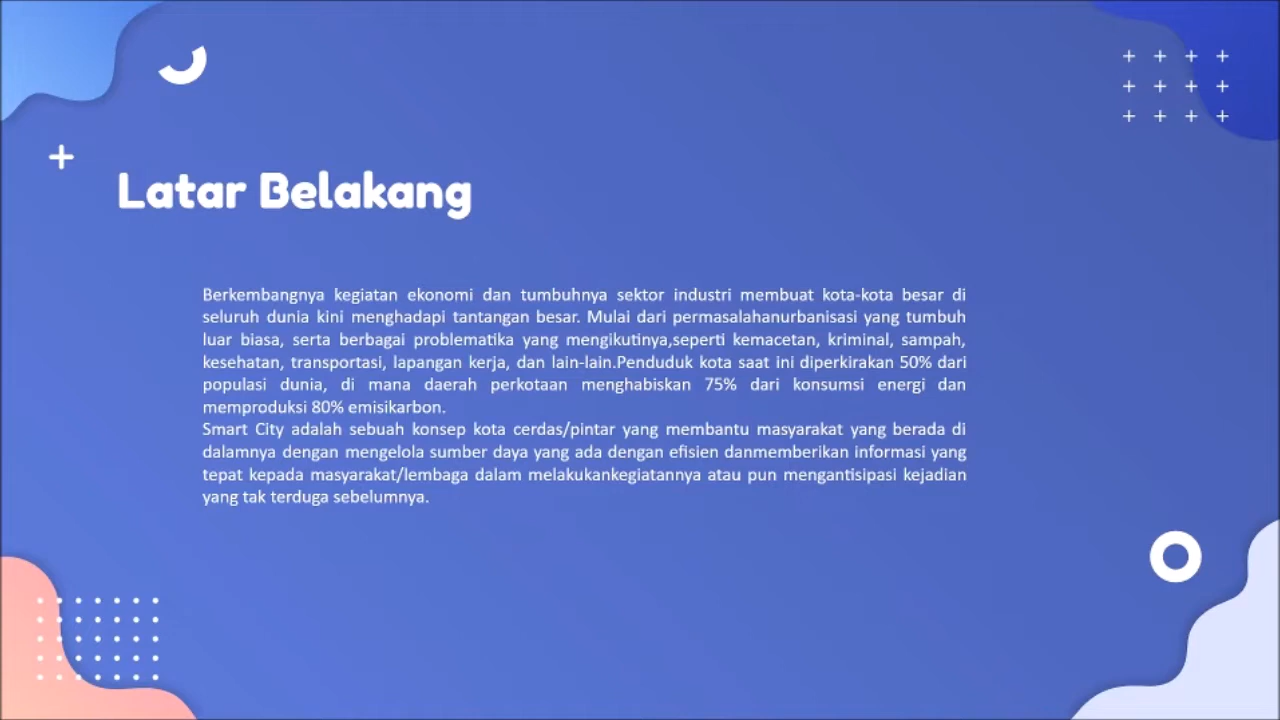 Latar Belakang
Berkembangnya kegiatan ekonomi dan tumbuhnya sektor industri membuat kota-kota besar di
seluruh dunia kini menghadapi tantangan besar. Mulai dari permasalahanurbanisasi yang tumbuh
luar biasa, serta berbagai problematika yang mengikutinya,seperti kemacetan, kriminal, sampah,
kesehatan, transportasi, lapangan kerja, dan lain-lain.Penduduk kota saat ini diperkirakan 50% dari
populasi dunia, di mana daerah perkotaan menghabiskan 75% dari konsumsi energi dan
memproduksi 80% emisikarbon.
Smart City adalah sebuah konsep kota cerdas/pintar yang membantu masyarakat yang berada di
dalamnya dengan mengelola sumber daya yang ada dengan efisien danmemberikan informasi yang
tepat kepada masyarakat/lembaga dalam melakukankegiatannya atau pun mengantisipasi kejadian
yang tak terduga sebelumnya.